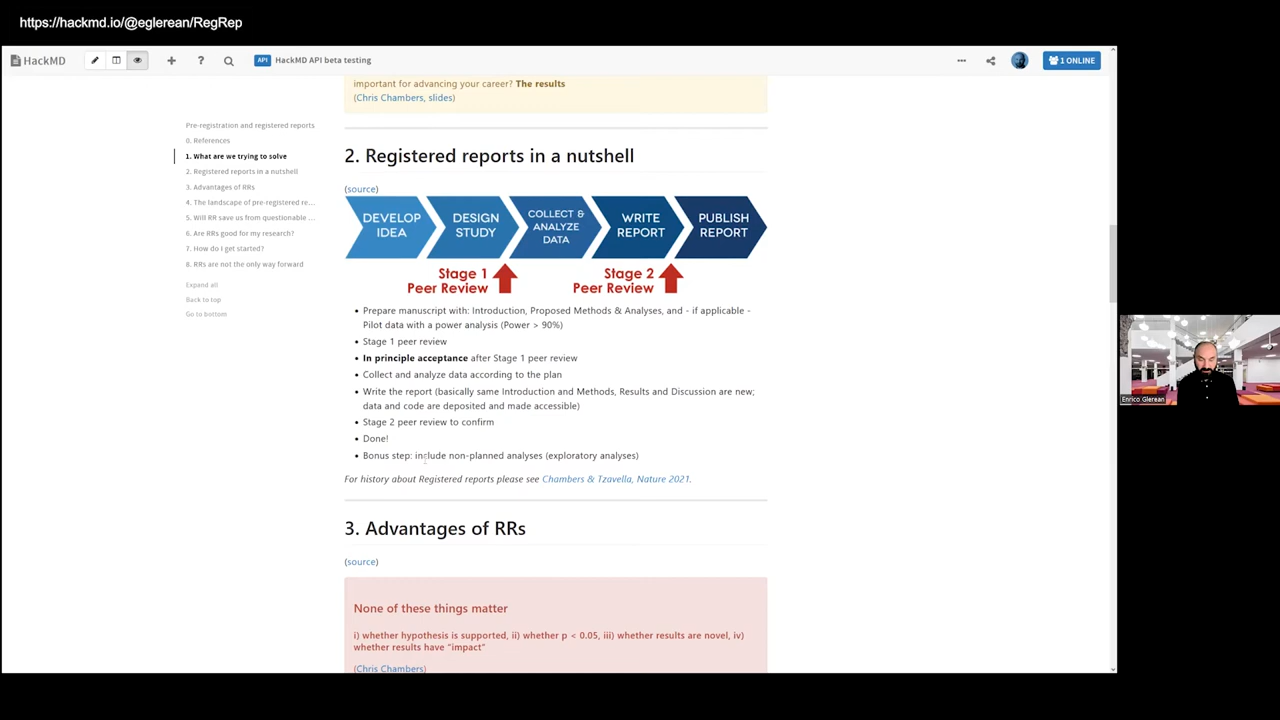 https://hackmd.io/@eglerean/RegRep
HackMD
API HackMD API beta testing
1 ONLINE
important for advancing your career? The results
(Chris Chambers, slides)
Pre-registration and registered reports
0. References
1. What are we trying to solve
2. Registered reports in a nutshell
3. Advantages of RRs
4. The landscape of pre-registered re...
5. Will RR save us from questionable ...
6. Are RRs good for my research?
7. How do I get started?
8. RRs are not the only way forward
Expand all
Back to top
Go to bottom
2. Registered reports in a nutshell
(source)
DEVELOP
IDEA
DESIGN
STUDY
COLLECT &
ANALYZE
DATA
WRITE
REPORT
PUBLISH
REPORT
Stage 1
Peer Review
Stage 2
Peer Review
• Prepare manuscript with: Introduction, Proposed Methods & Analyses, and - if applicable -
Pilot data with a power analysis (Power > 90%)
• Stage 1 peer review
• In principle acceptance after Stage 1 peer review
• Collect and analyze data according to the plan
• Write the report (basically same Introduction and Methods, Results and Discussion are new;
data and code are deposited and made accessible)
• Stage 2 peer review to confirm
• Done!
• Bonus step: include non-planned analyses (exploratory analyses)
For history about Registered reports please see Chambers & Tzavella, Nature 2021.
3. Advantages of RRs
(source)
None of these things matter
i) whether hypothesis is supported, ii) whether p < 0.05, iii) whether results are novel, iv)
whether results have "impact"
(Chris Chambers)
Enrico Glerean